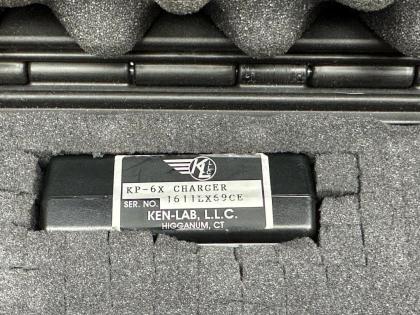 KL
KP-6X CHARGER
SER. NO. 1611LX69CE
KEN-LAB, L.L.C.
HIGGANUM, CT